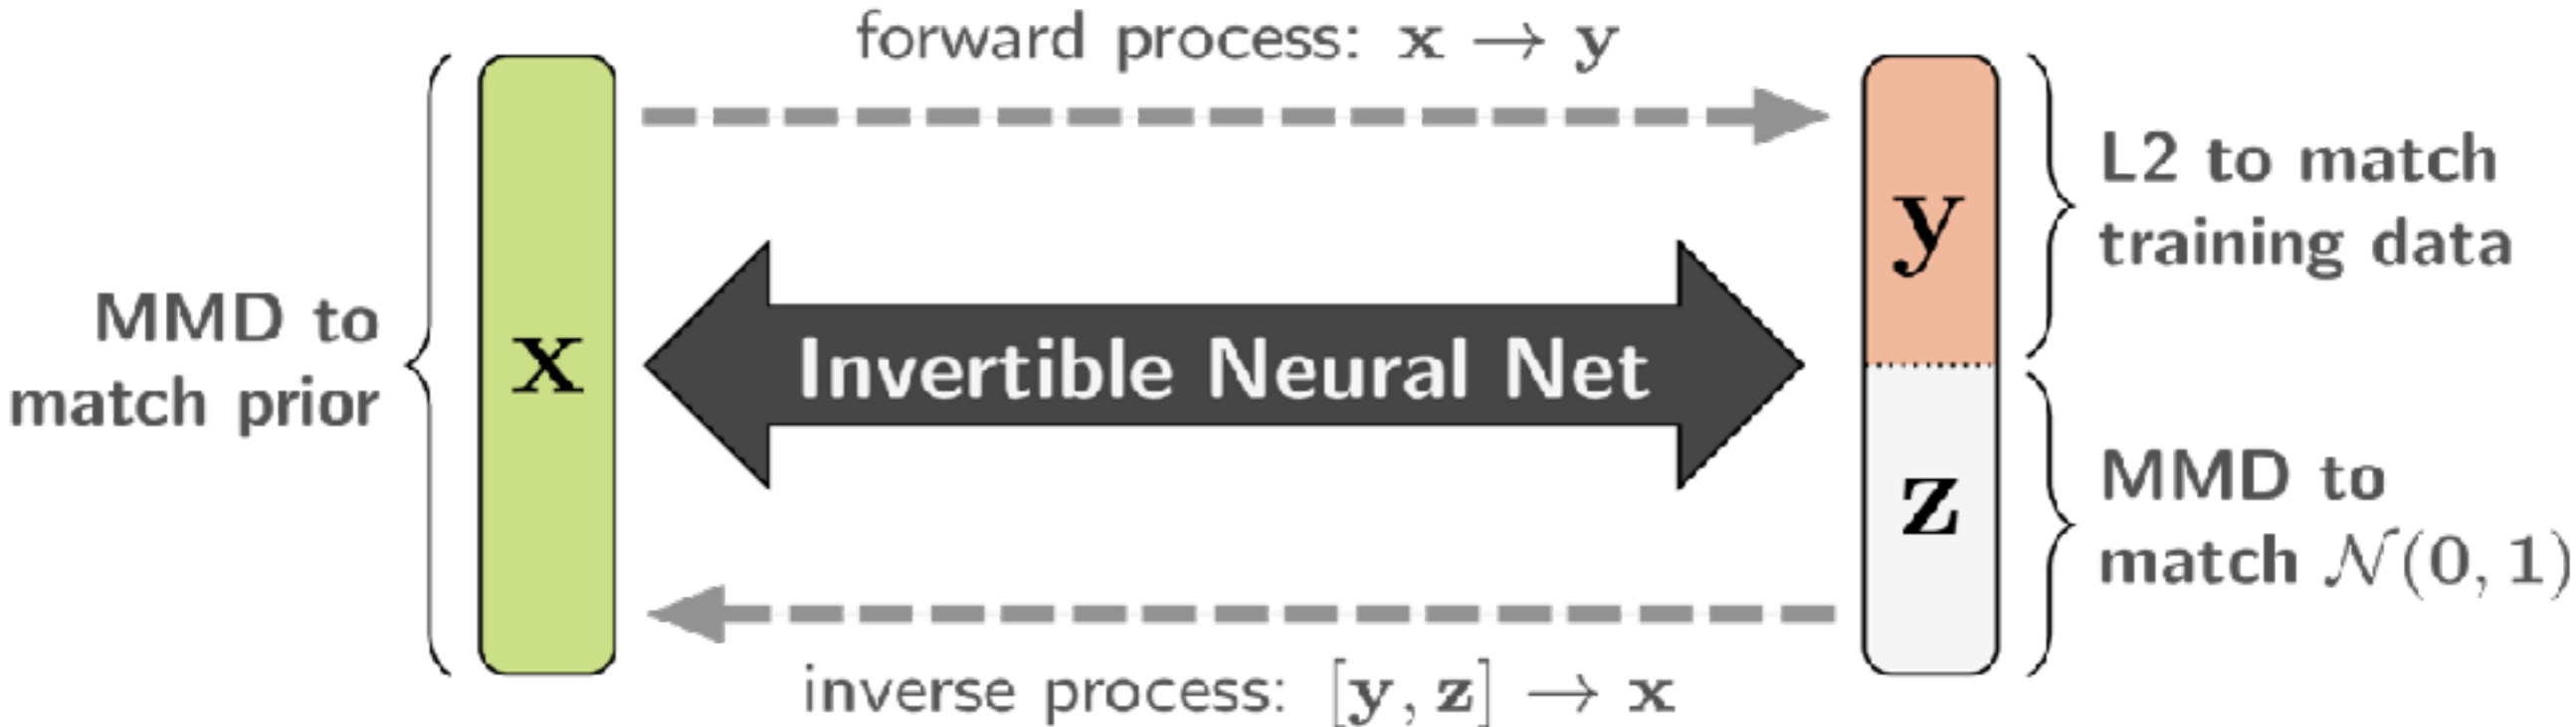 forward process: x → y
MMD to
match prior
x
Invertible Neural Net
y
z
L2 to match
training data
MMD to
match 𝒩(0, 1)
inverse process: [y, z] → x